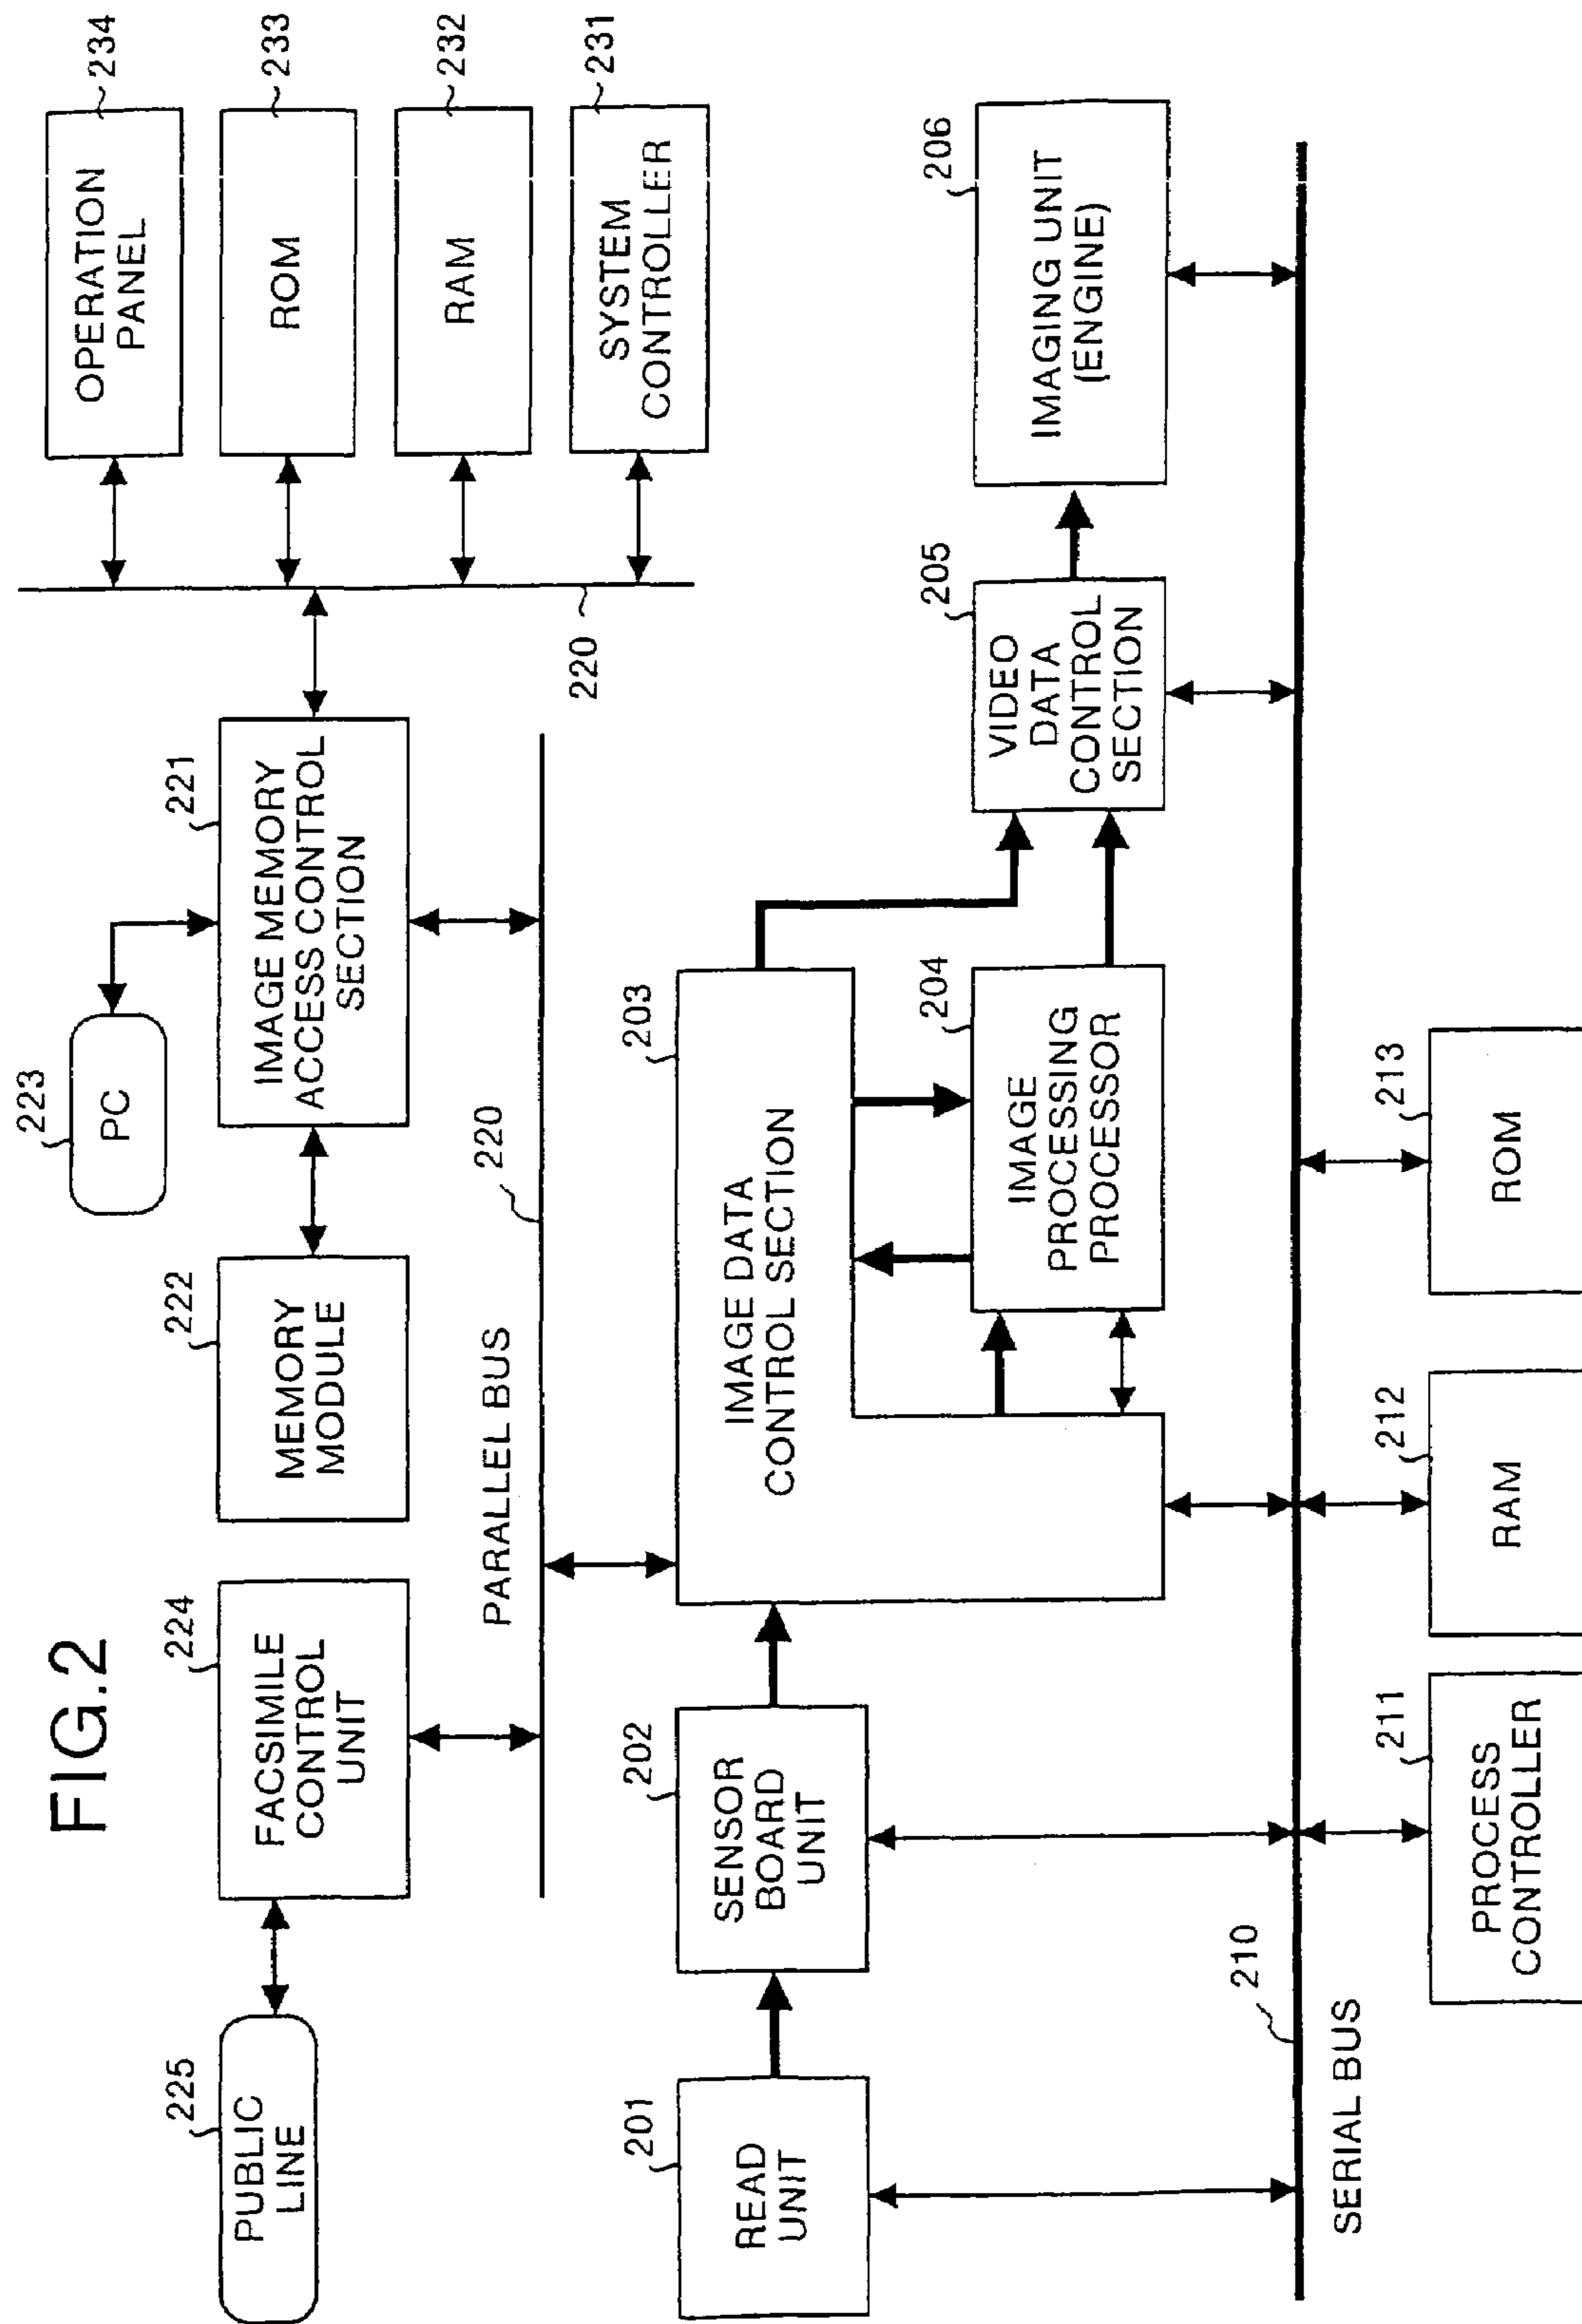 FIG.2
225
PUBLIC
LINE
224
FACSIMILE
CONTROL
UNIT
222
MEMORY
MODULE
223
PC
221
IMAGE MEMORY
ACCESS CONTROL
SECTION
234
OPERATION
PANEL
233
ROM
232
RAM
231
SYSTEM
CONTROLLER
220
PARALLEL BUS
220
201
READ
UNIT
202
SENSOR
BOARD
UNIT
203
IMAGE DATA
CONTROL SECTION
204
IMAGE
PROCESSING
PROCESSOR
205
VIDEO
DATA
CONTROL
SECTION
206
IMAGING UNIT
(ENGINE)
210
SERIAL BUS
211
PROCESS
CONTROLLER
212
RAM
213
ROM